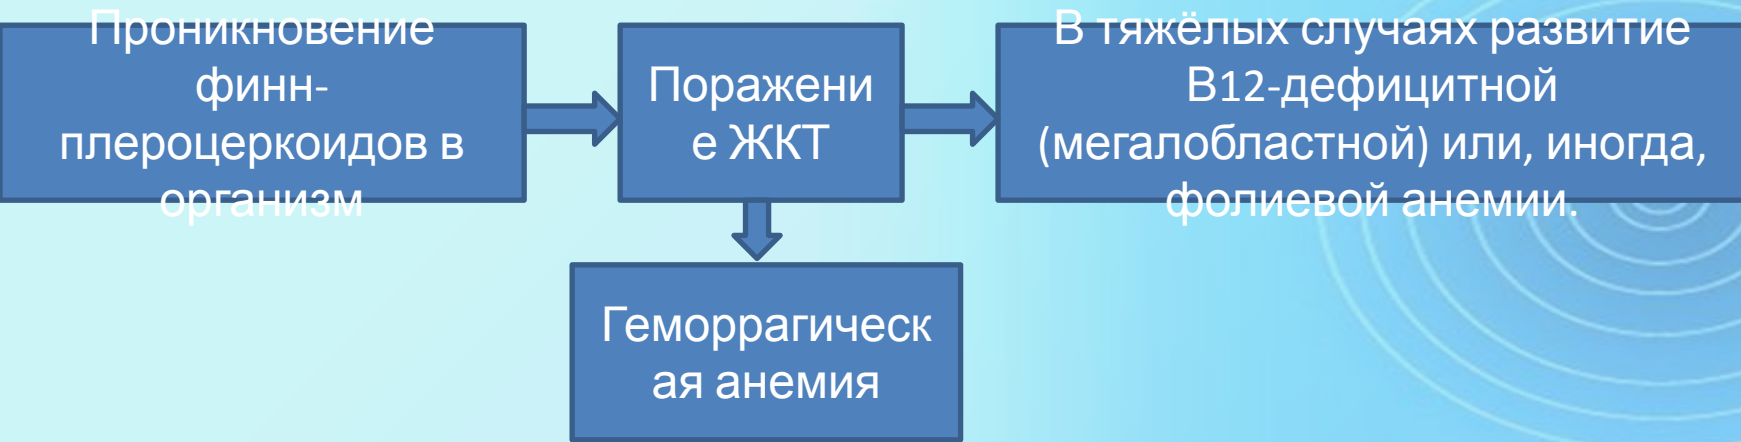 Проникновение
финн-
плероцеркоидов в
организм
Поражени
е ЖКТ
В тяжёлых случаях развитие
В12-дефицитной
(мегалобластной) или, иногда,
фолиевой анемии.
Геморрагическ
ая анемия